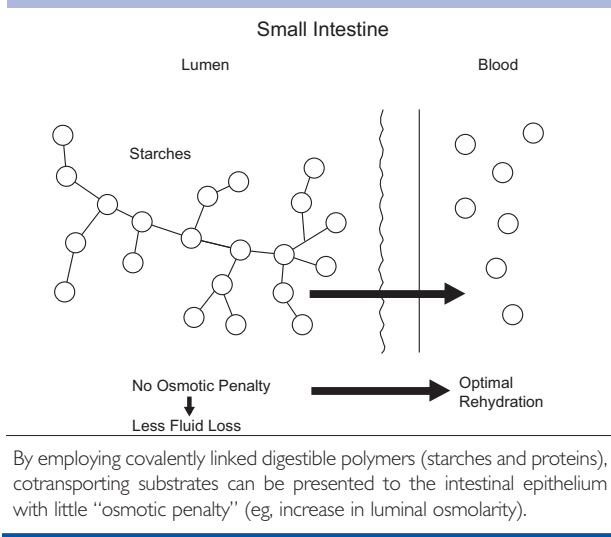 Small Intestine
Lumen
Blood
Starches
No Osmotic Penalty
Less Fluid Loss
Optimal
Rehydration
By employing covalently linked digestible polymers (starches and proteins),
cotransporting substrates can be presented to the intestinal epithelium
with little “osmotic penalty” (eg, increase in luminal osmolarity).